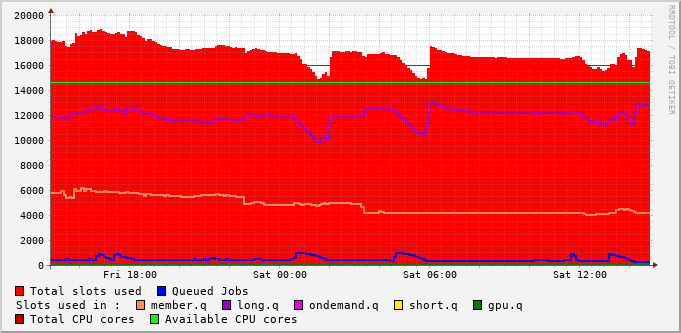 20000
18000
16000
14000
12000
10000
8000
6000
4000
2000
0
Fri 18:00 Sat 00:00 Sat 06:00 Sat 12:00
RRDTOOL / TOBI OETIKER
Total slots used Queued Jobs
Slots used in : member.q long.q ondemand.q short.q gpu.q
Total CPU cores Available CPU cores